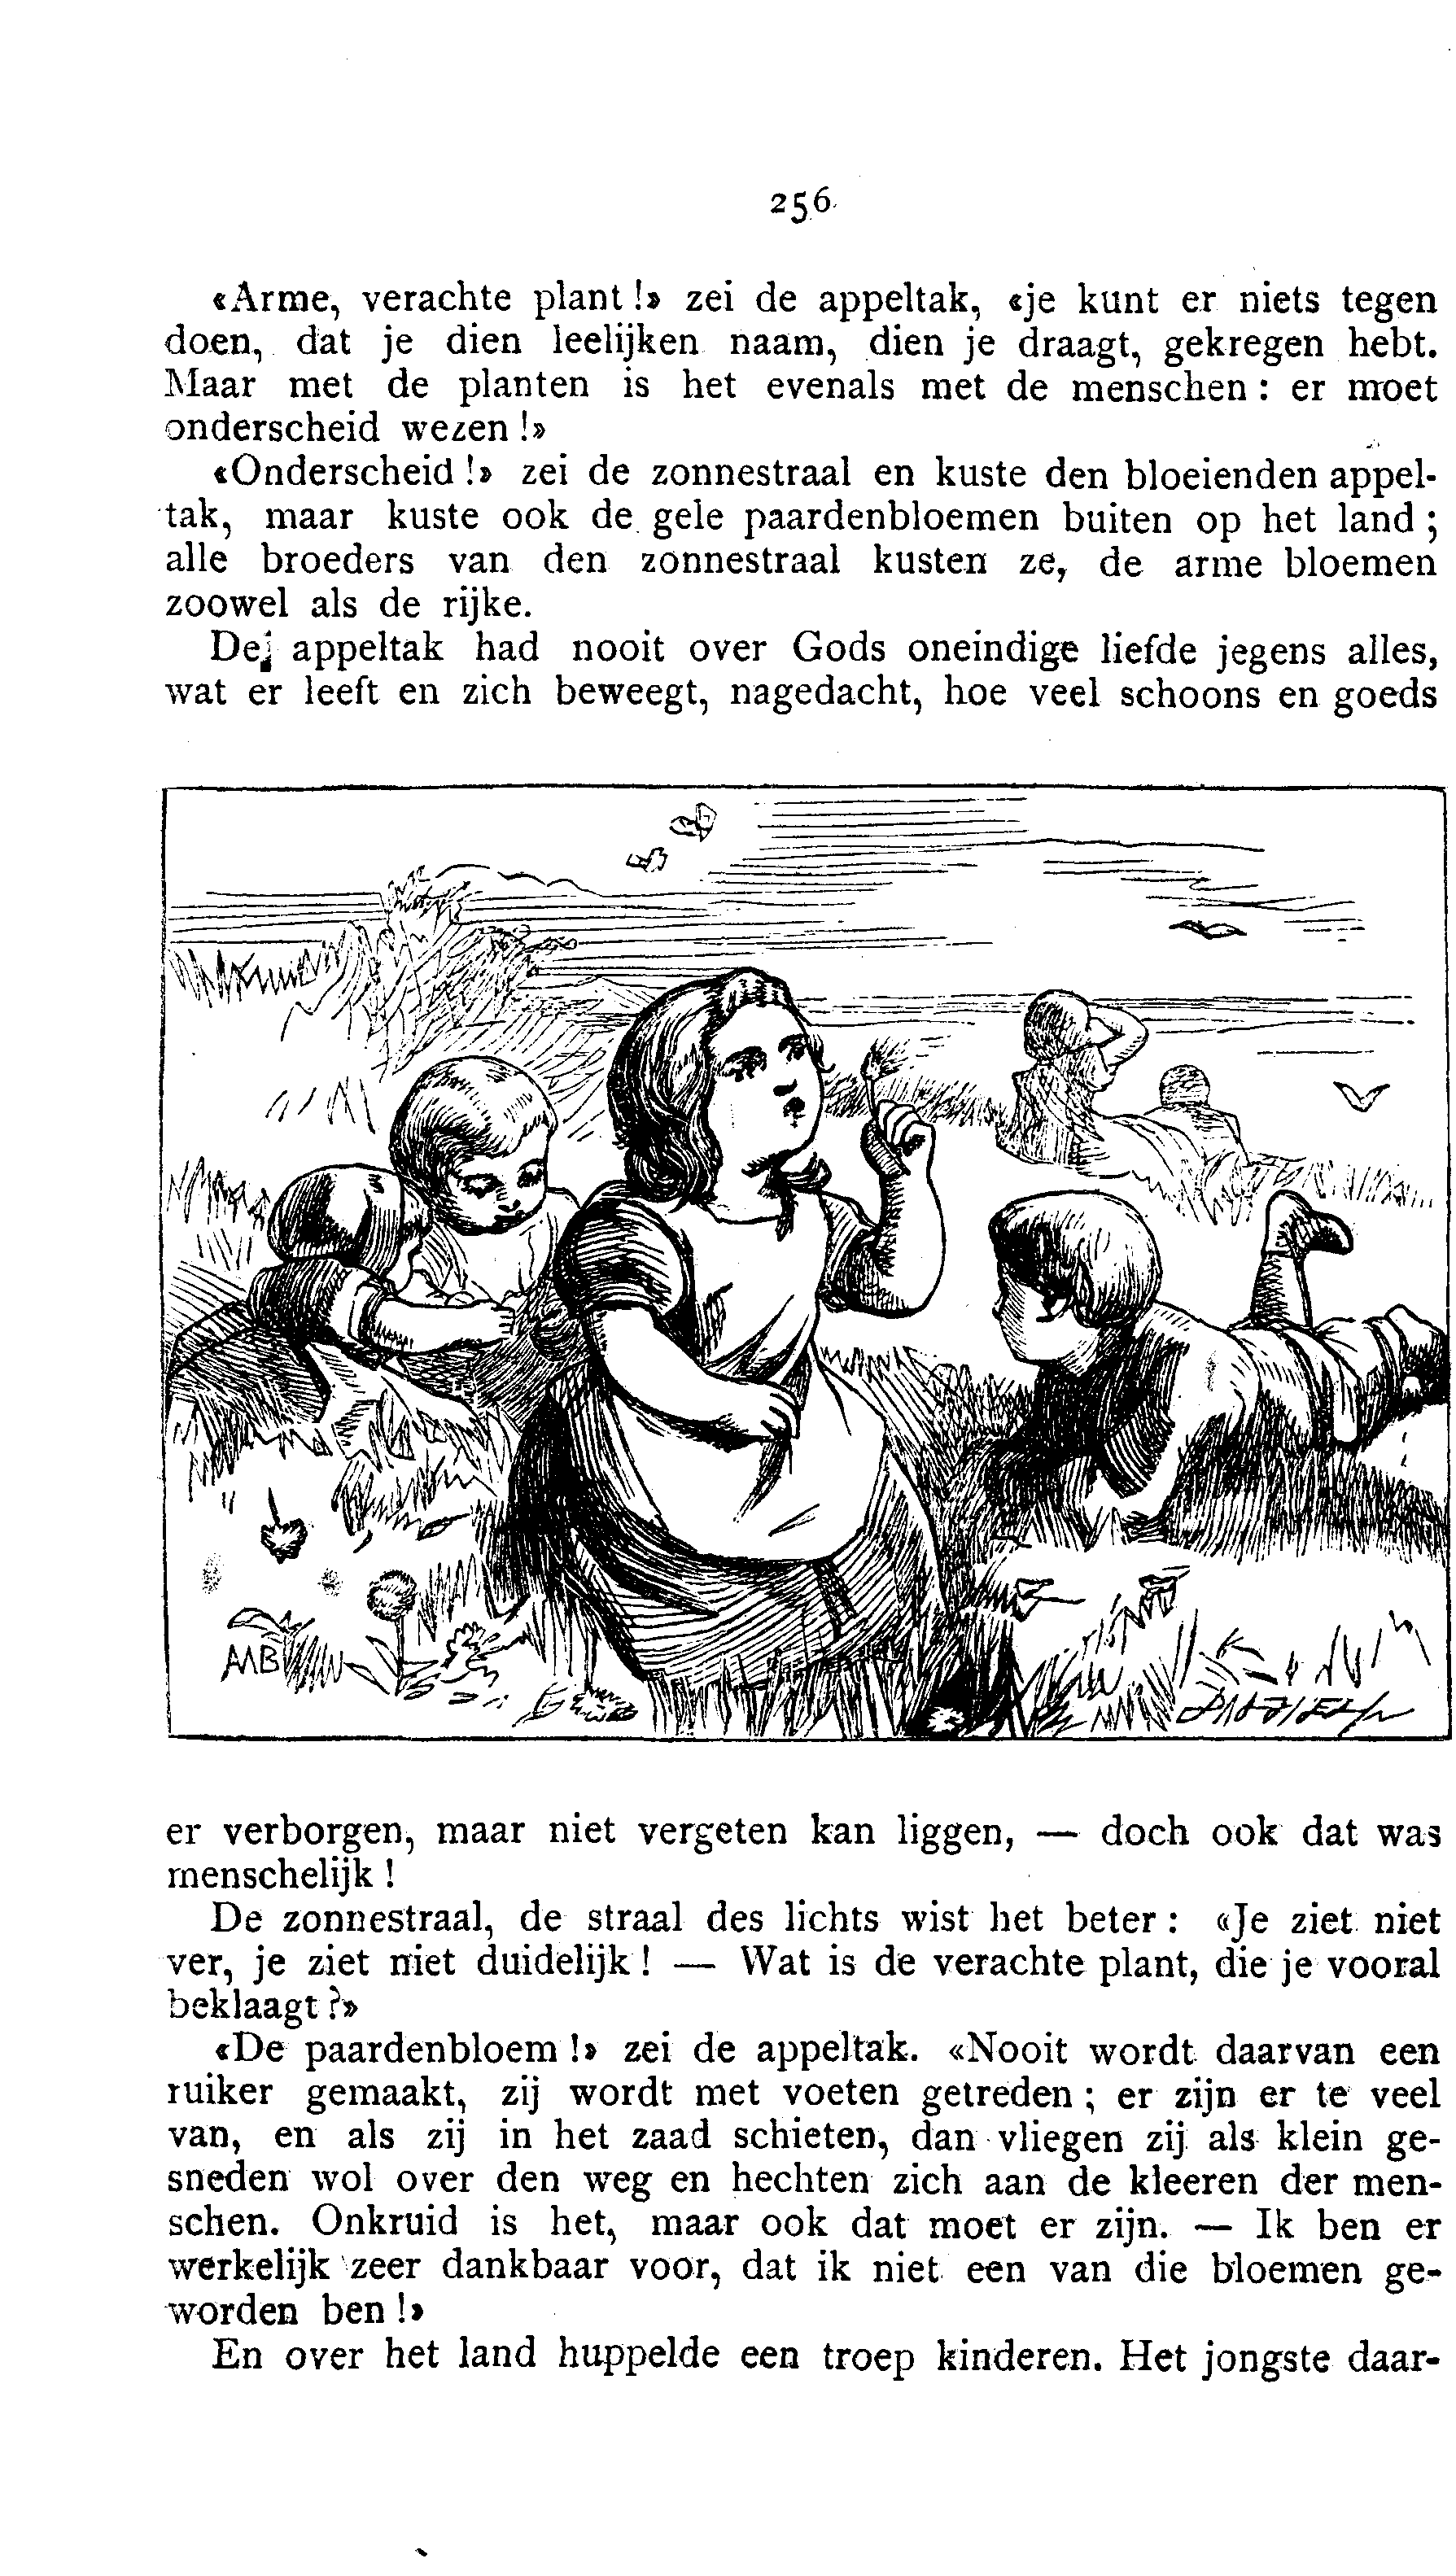 256
«Arme, verachte plant!» zei de appeltak, «je kunt er niets tegen
doen, dat je dien leelijken naam, dien je draagt, gekregen hebt.
Maar met de planten is het evenals met de menschen: er moet
onderscheid wezen!»
«Onderscheid!» zei de zonnestraal en kuste den bloeienden appel-
tak, maar kuste ook de gele paardenbloemen buiten op het land;
alle broeders van den zonnestraal kusten ze, de arme bloemen
zoowel als de rijke.
De appeltak had nooit over Gods oneindige liefde jegens alles,
wat er leeft en zich beweegt, nagedacht, hoe veel schoons en goeds
AMB
er verborgen, maar niet vergeten kan liggen, — doch ook dat was
menschelijk!
De zonnestraal, de straal des lichts wist het beter: «Je ziet niet
ver, je ziet niet duidelijk! — Wat is de verachte plant, die je vooral
beklaagt?»
«De paardenbloem!» zei de appeltak. «Nooit wordt daarvan een
ruiker gemaakt, zij wordt met voeten getreden; er zijn er te veel
van, en als zij in het zaad schieten, dan vliegen zij als klein ge-
sneden wol over den weg en hechten zich aan de kleeren der men-
schen. Onkruid is het, maar ook dat moet er zijn. — Ik ben er
werkelijk zeer dankbaar voor, dat ik niet een van die bloemen ge-
worden ben!»
En over het land huppelde een troep kinderen. Het jongste daar-